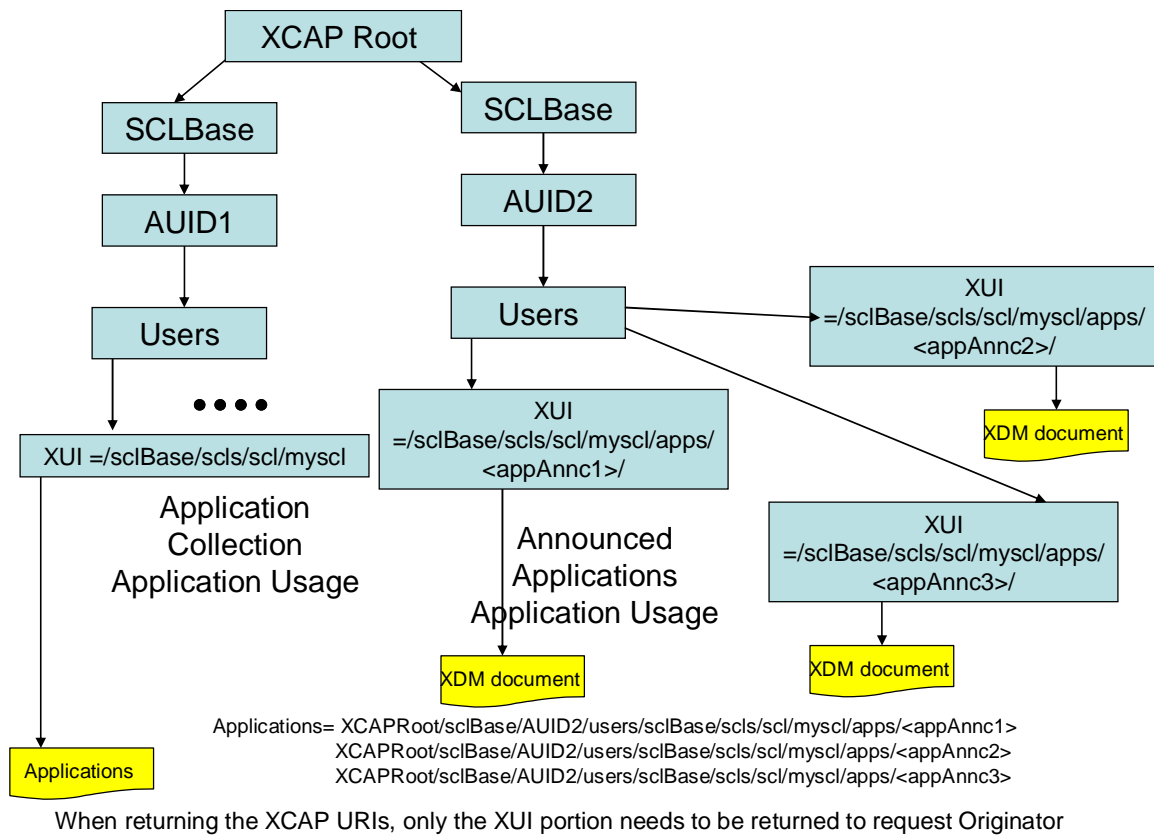 XCAP Root
SCLBase
SCLBase
AUID1
AUID2
Users
Users
XUI
=/sclBase/scls/scl/myscl/apps/
<appAnnc2>/
XDM document
XUI =/sclBase/scls/scl/myscl
XUI
=/sclBase/scls/scl/myscl/apps/
<appAnnc1>/
XUI
=/sclBase/scls/scl/myscl/apps/
<appAnnc3>/
Application
Collection
Application Usage
Announced
Applications
Application Usage
XDM document
XDM document
Applications= XCAPRoot/sclBase/AUID2/users/sclBase/scls/scl/myscl/apps/<appAnnc1>
XCAPRoot/sclBase/AUID2/users/sclBase/scls/scl/myscl/apps/<appAnnc2>
XCAPRoot/sclBase/AUID2/users/sclBase/scls/scl/myscl/apps/<appAnnc3>
Applications
When returning the XCAP URIs, only the XUI portion needs to be returned to request Originator